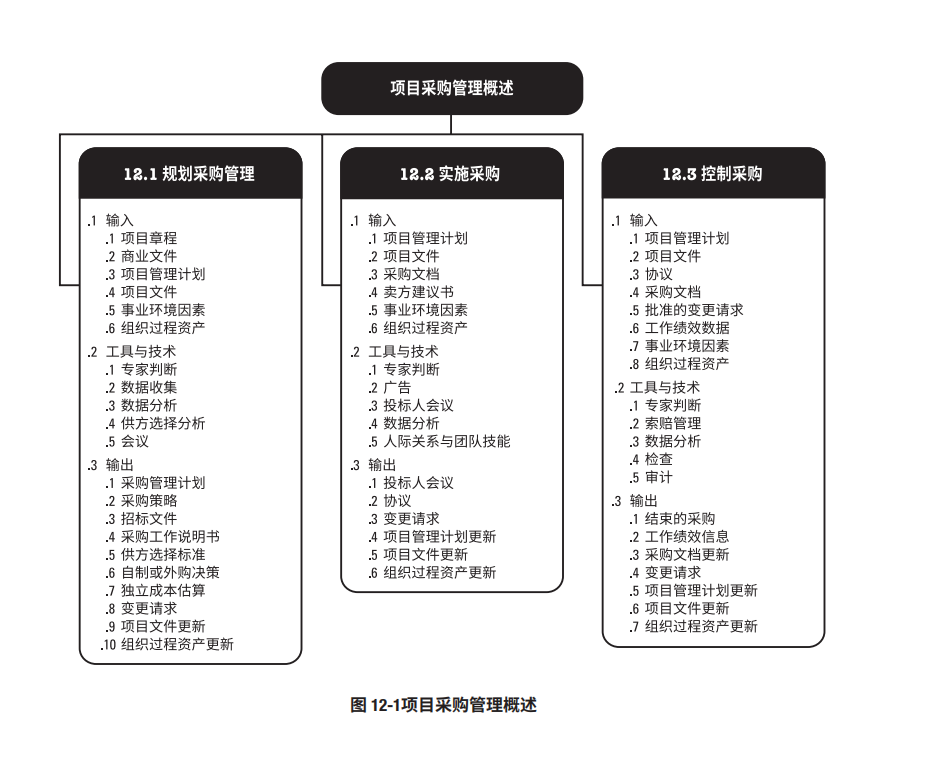 项目采购管理概述
12.1 规划采购管理
.1 输入
.1 项目章程
.2 商业文件
.3 项目管理计划
.4 项目文件
.5 事业环境因素
.6 组织过程资产
.2 工具与技术
.1 专家判断
.2 数据收集
.3 数据分析
.4 供方选择分析
.5 会议
.3 输出
.1 采购管理计划
.2 采购策略
.3 招标文件
.4 采购工作说明书
.5 供方选择标准
.6 自制或外购决策
.7 独立成本估算
.8 变更请求
.9 项目文件更新
.10 组织过程资产更新
12.2 实施采购
.1 输入
.1 项目管理计划
.2 项目文件
.3 采购文档
.4 卖方建议书
.5 事业环境因素
.6 组织过程资产
.2 工具与技术
.1 专家判断
.2 广告
.3 投标人会议
.4 数据分析
.5 人际关系与团队技能
.3 输出
.1 投标人会议
.2 协议
.3 变更请求
.4 项目管理计划更新
.5 项目文件更新
.6 组织过程资产更新
12.3 控制采购
.1 输入
.1 项目管理计划
.2 项目文件
.3 协议
.4 采购文档
.5 批准的变更请求
.6 工作绩效数据
.7 事业环境因素
.8 组织过程资产
.2 工具与技术
.1 专家判断
.2 索赔管理
.3 数据分析
.4 检查
.5 审计
.3 输出
.1 结束的采购
.2 工作绩效信息
.3 采购文档更新
.4 变更请求
.5 项目管理计划更新
.6 项目文件更新
.7 组织过程资产更新
图 12-1项目采购管理概述